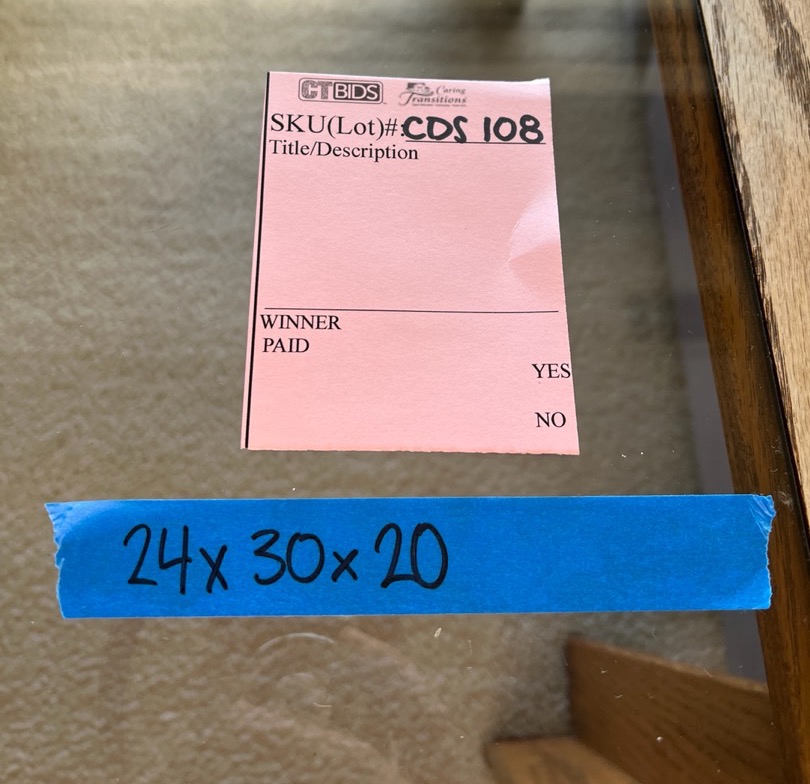 CTBIDS Caring Transitions
SKU(Lot)#:CDS 108
Title/Description
WINNER
PAID
YES
NO
24x30x20